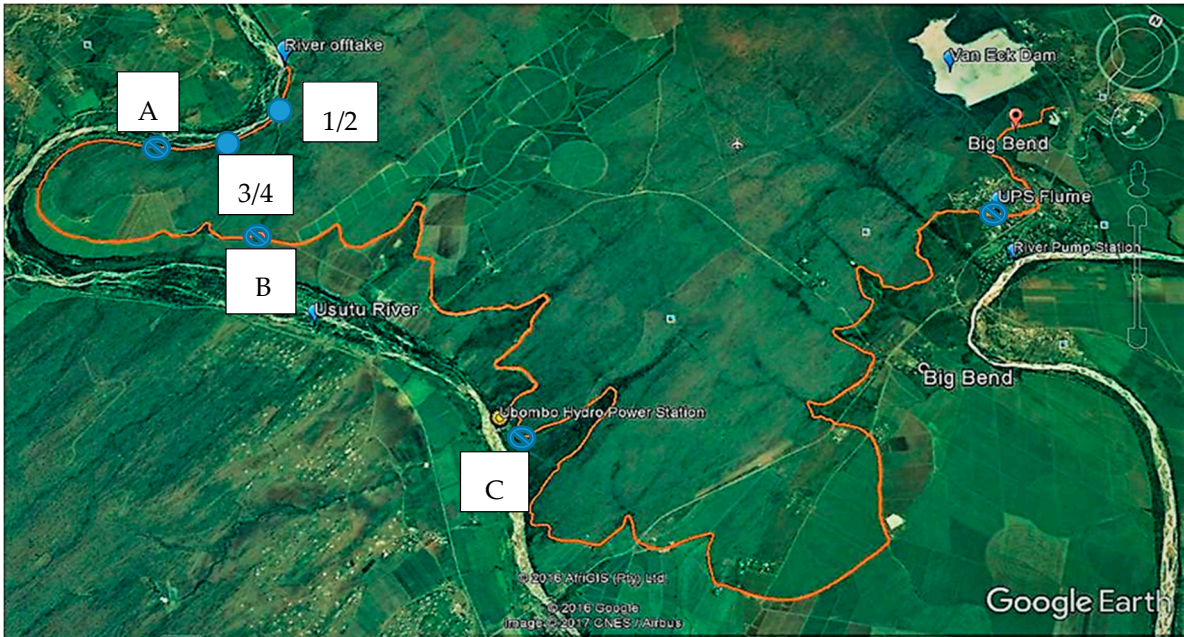 River offtake
Van Eck Dam
N
A
1/2
Big Bend
3/4
UPS Flume
River Pump Station
B
Usutu River
Big Bend
Ubombo Hydro Power Station
C
© 2016 AfriGIS (Pty) Ltd.
© 2016 Google
Image © 2017 CNES / Airbus
Google Earth